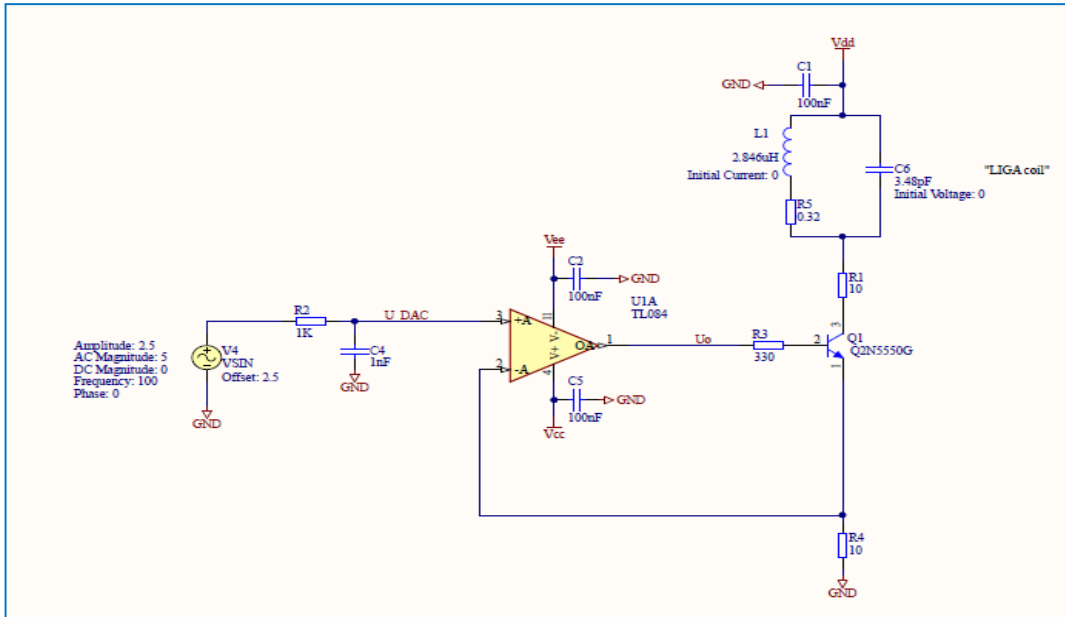 Vdd
C1
GND
100nF
L1
2.846uH
Initial Current: 0
C6
3.48pF
Initial Voltage: 0
"LIGA coil"
R5
0.32
Vee
C2
GND
100nF
R1
10
U1A
TL084
R2
1K
U_DAC
3
+A
11
V-
OA
1
Uo
R3
330
2
3
Q1
Q2N5550G
1
Amplitude: 2.5
AC Magnitude: 5
DC Magnitude: 0
Frequency: 100
Phase: 0
V4
VSIN
Offset: 2.5
C4
1nF
GND
2
-A
V+
4
C5
GND
100nF
Vcc
GND
R4
10
GND